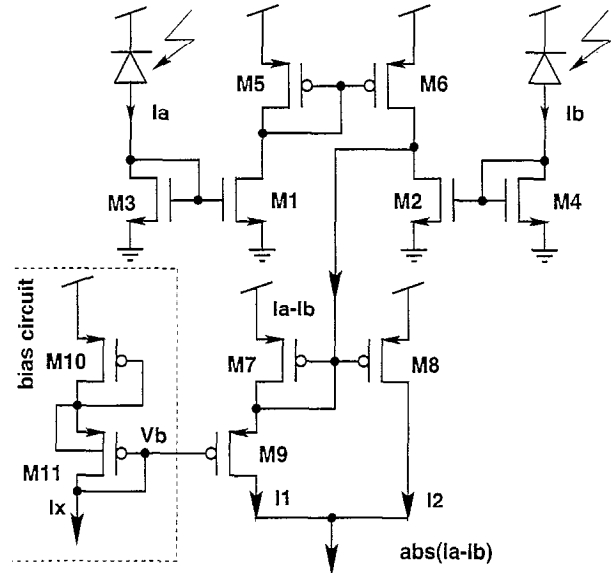 M5
M6
Ia
Ib
M3
M1
M2
M4
bias circuit
Ia-Ib
M10
M7
M8
Vb
M11
M9
Ix
I1
I2
abs(Ia-Ib)